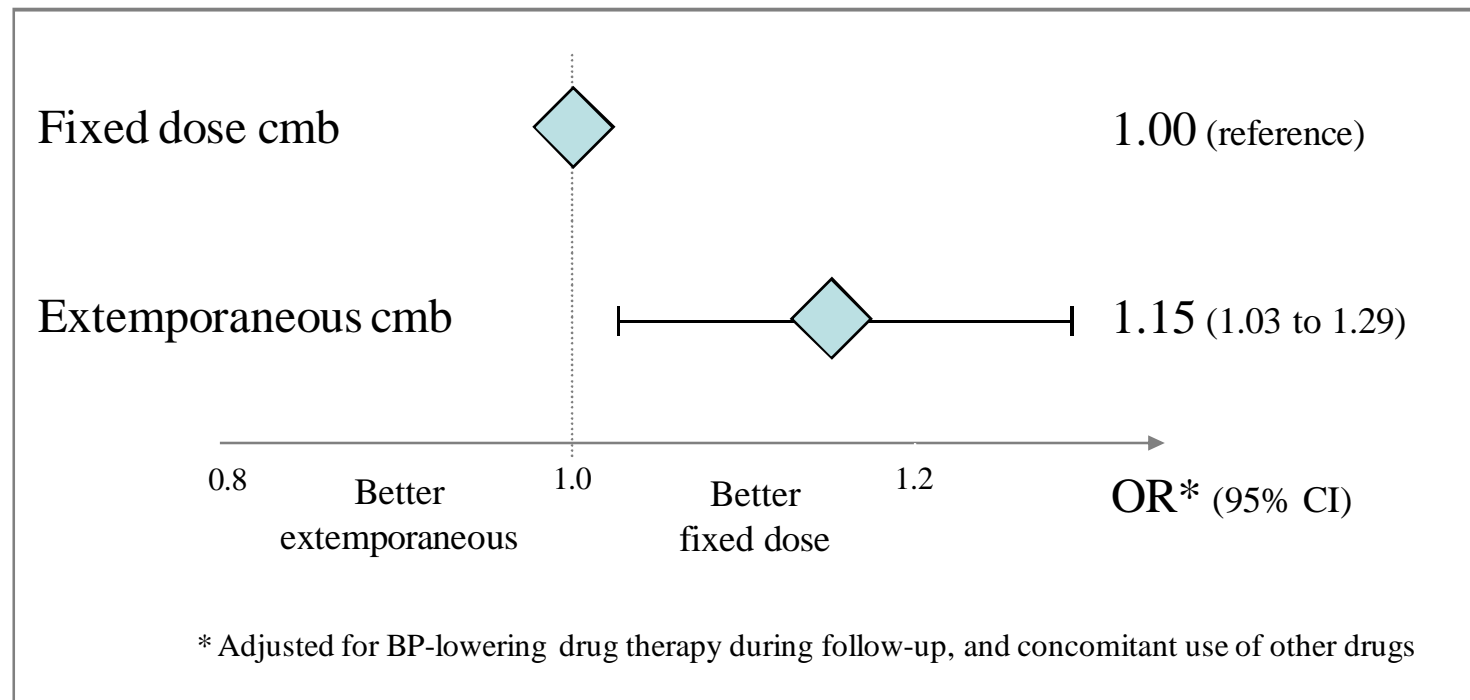 Fixed dose cmb 1.00 (reference)
Extemporaneous cmb 1.15 (1.03 to 1.29)
0.8 1.0 1.2
Better Better OR* (95% CI)
extemporaneous fixed dose
* Adjusted for BP-lowering drug therapy during follow-up, and concomitant use of other drugs